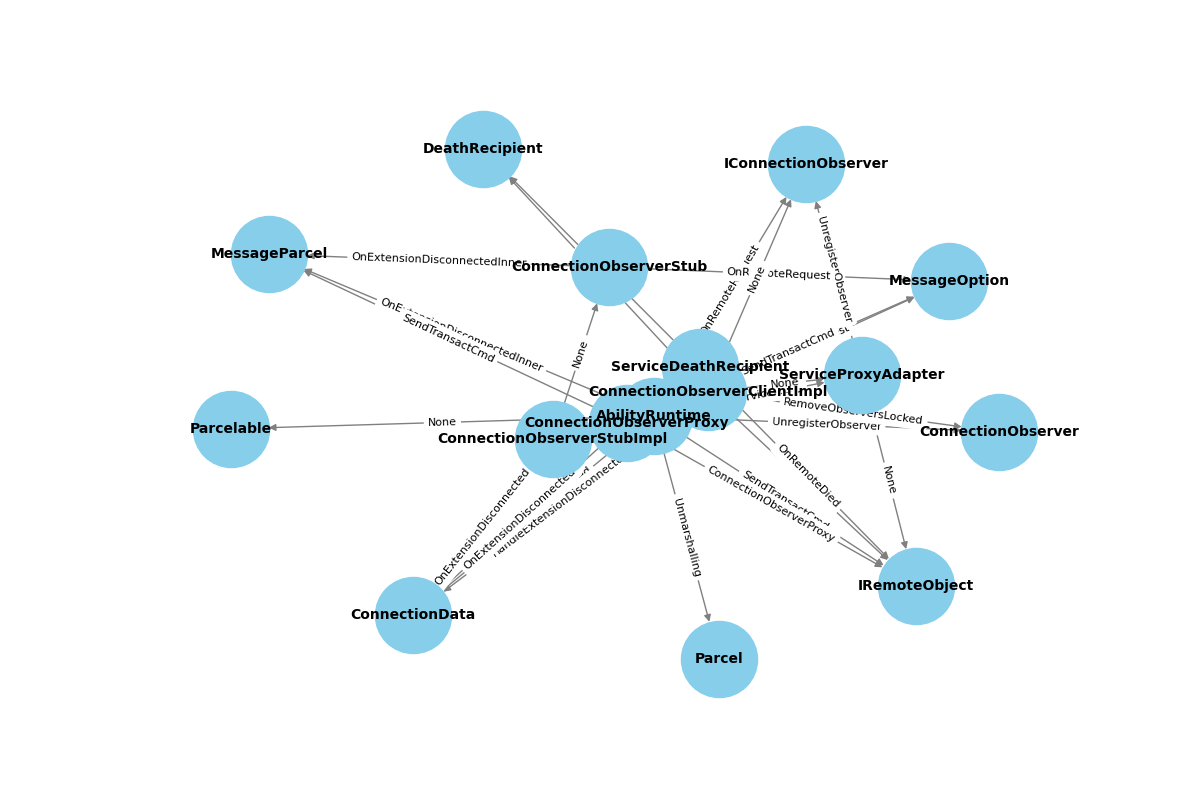 DeathRecipient
IConnectionObserver
MessageParcel
OnExtensionDisconnectedInner
ConnectionObserverStub
OnRemoteRequest
MessageOption
UnregisterObserver
None
OnExtensionDisconnectedInner
SendTransactCmd
None
SendTransactCmd
ServiceDeathRecipient
ServiceProxyAdapter
None
ConnectionObserverClientImpl
RemoveObserversLocked
AbilityRuntime
ConnectionObserverProxy
UnregisterObserver
ConnectionObserver
ConnectionObserverStubImpl
Parcelable
None
OnRemoteDied
None
OnExtensionDisconnected
OnExtensionDisconnected
HandleExtensionDisconnected
SendTransactCmd
ConnectionObserverProxy
Unmarshalling
IRemoteObject
ConnectionData
Parcel